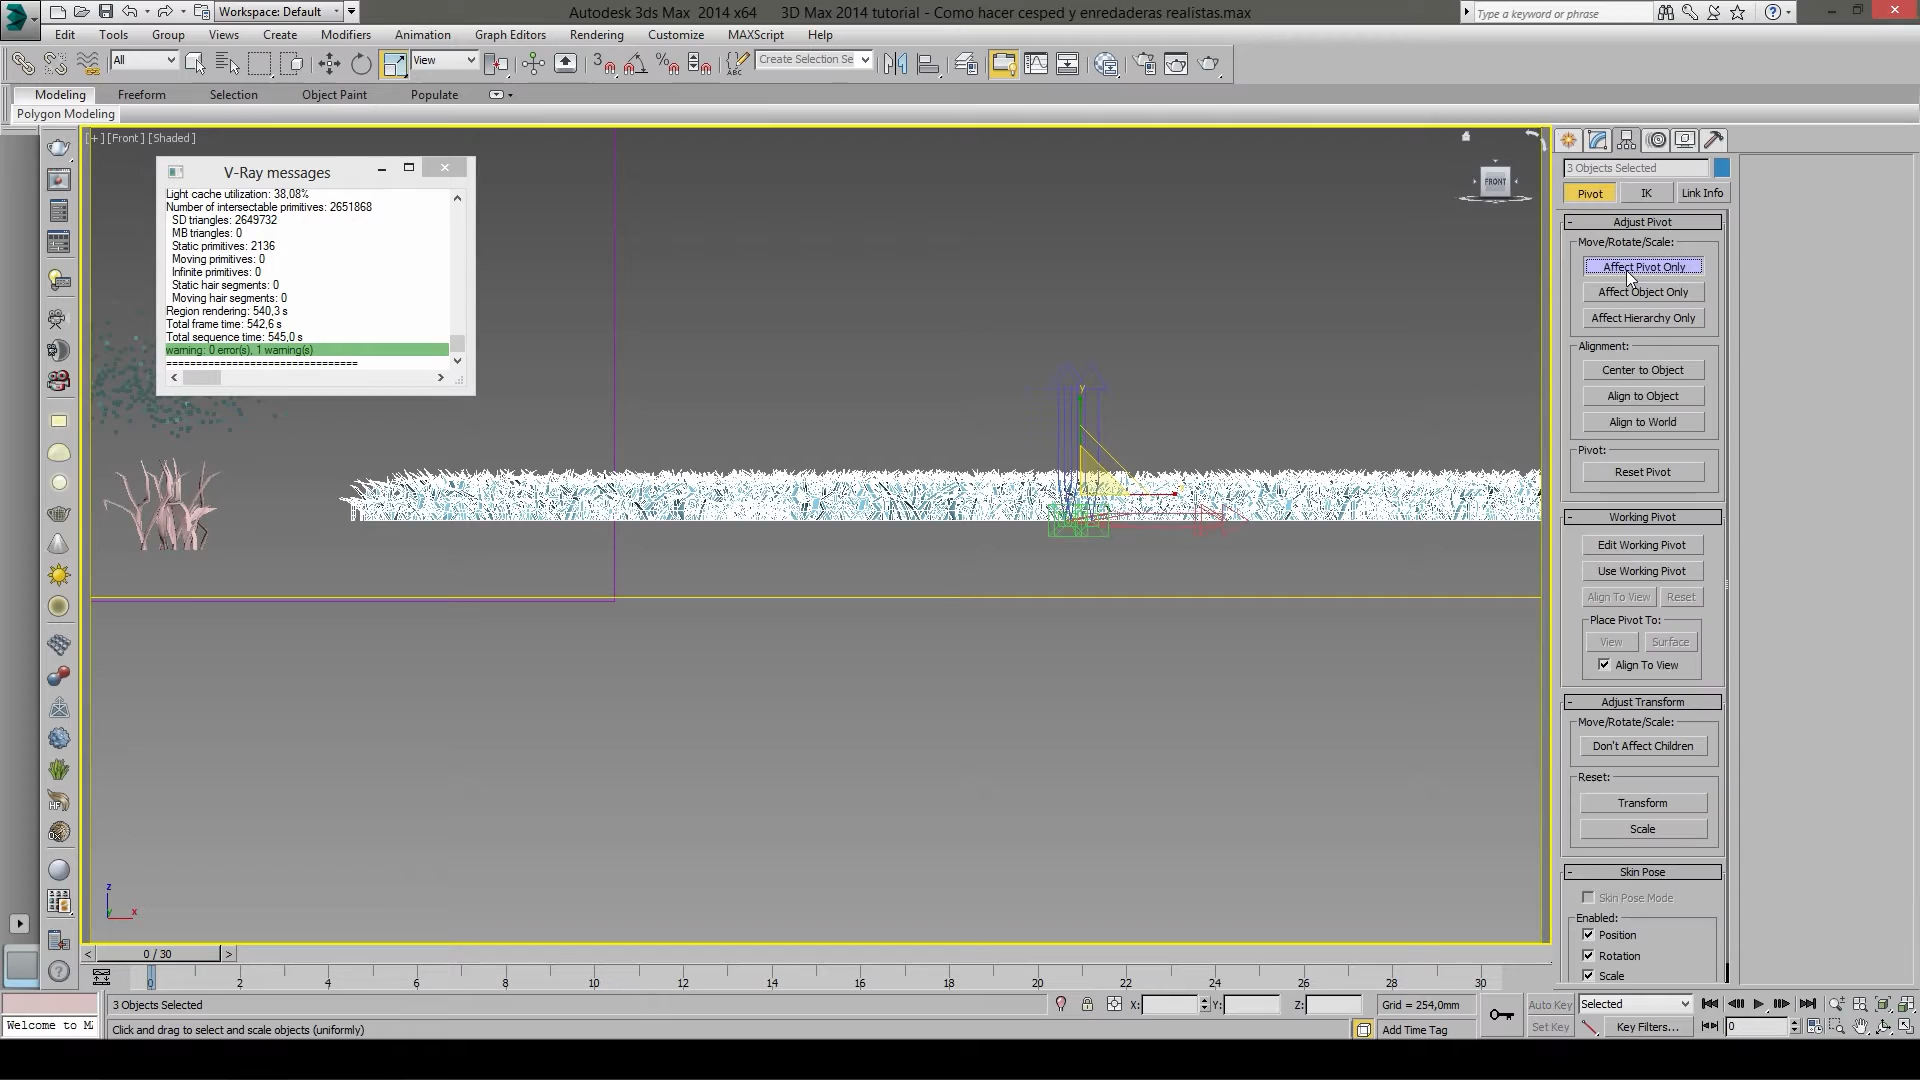 Workspace: Default
Autodesk 3ds Max 2014 x64 3D Max 2014 tutorial - Como hacer cesped y enredaderas realistas.max
Type a keyword or phrase
Edit Tools Group Views Create Modifiers Animation Graph Editors Rendering Customize MAXScript Help
All View Create Selection Se
Modeling Freeform Selection Object Paint Populate
Polygon Modeling
[+] [Front] [Shaded]
V-Ray messages
Light cache utilization: 38,08%
Number of intersectable primitives: 2651868
SD triangles: 2649732
MB triangles: 0
Static primitives: 2136
Moving primitives: 0
Infinite primitives: 0
Static hair segments: 0
Moving hair segments: 0
Region rendering: 540,3 s
Total frame time: 542,6 s
Total sequence time: 545,0 s
warning: 0 error(s), 1 warning(s)
==============================
FRONT
y
z
y x
3 Objects Selected
Pivot IK Link Info
- Adjust Pivot
Move/Rotate/Scale:
Affect Pivot Only
Affect Object Only
Affect Hierarchy Only
Alignment:
Center to Object
Align to Object
Align to World
Pivot:
Reset Pivot
- Working Pivot
Edit Working Pivot
Use Working Pivot
Align To View Reset
Place Pivot To:
View Surface
Align To View
- Adjust Transform
Move/Rotate/Scale:
Don't Affect Children
Reset:
Transform
Scale
- Skin Pose
Skin Pose Mode
Enabled:
Position
Rotation
Scale
< 0 / 30 >
0 2 4 6 8 10 12 14 16 18 20 22 24 26 28 30
3 Objects Selected X: Y: Z: Grid = 254,0mm Auto Key Selected
Welcome to M
Click and drag to select and scale objects (uniformly) Add Time Tag Set Key Key Filters... 0